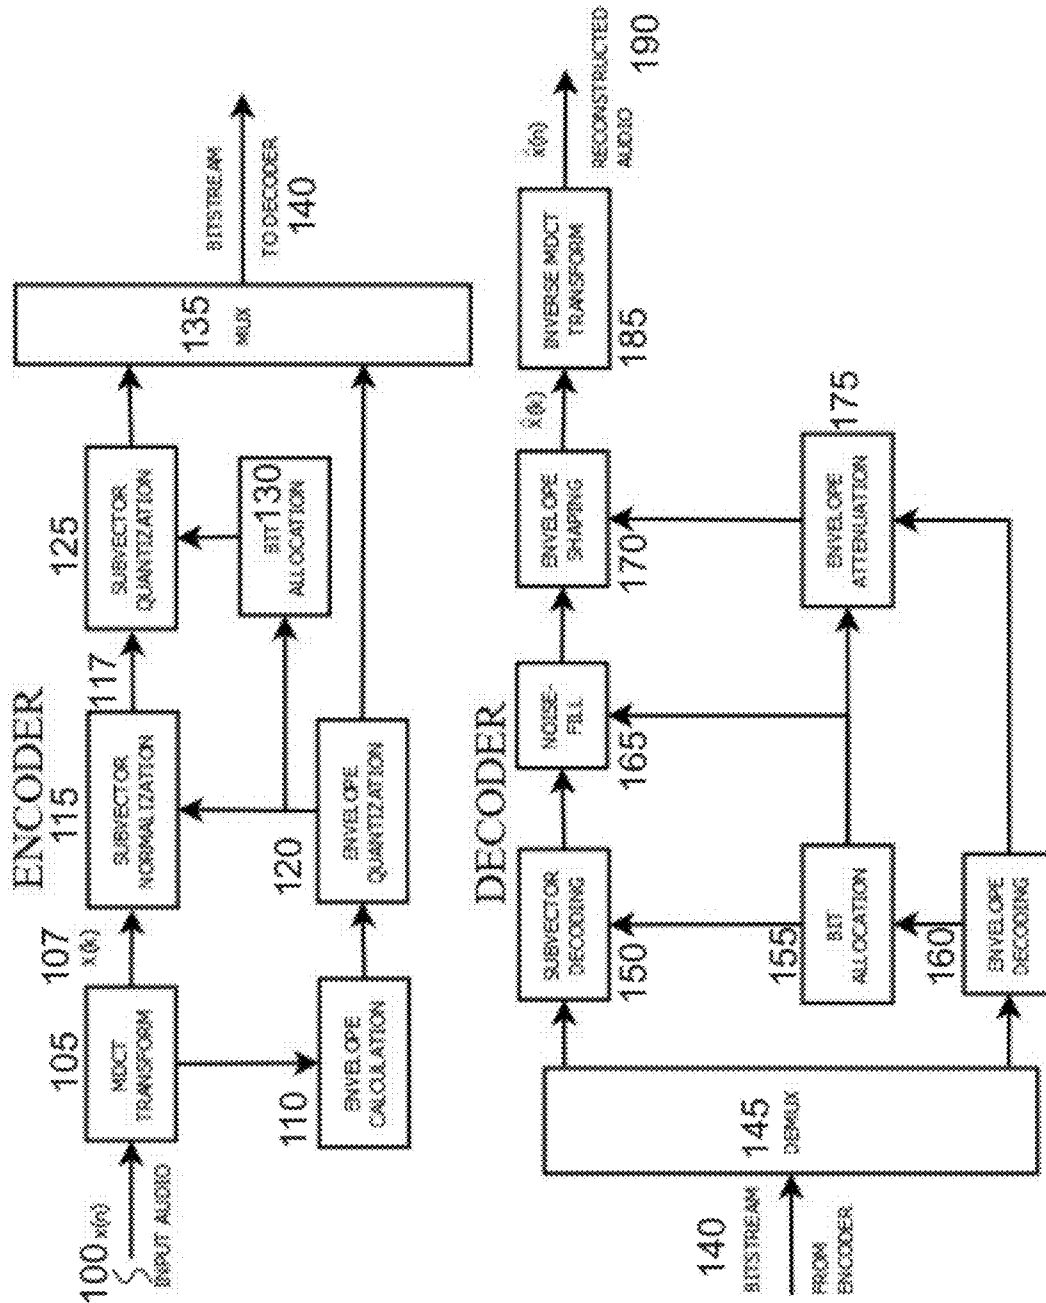 ENCODER
100 x(n)
INPUT AUDIO
105
MDCT
TRANSFORM
107
X(k)
115
SUBVECTOR
NORMALIZATION
117
125
SUBVECTOR
QUANTIZATION
110
ENVELOPE
CALCULATION
120
ENVELOPE
QUANTIZATION
BIT 130
ALLOCATION
135
MUX
BITSTREAM
TO DECODER
140
DECODER
140
BITSTREAM
FROM
ENCODER
145
DEMUX
SUBVECTOR
DECODING
150
155
BIT
ALLOCATION
160
ENVELOPE
DECODING
NOISE-
FILL
165
ENVELOPE
SHAPING
170
175
ENVELOPE
ATTENUATION
X̂(k)
INVERSE MDCT
TRANSFORM
185
x̂(n)
RECONSTRUCTED
AUDIO
190